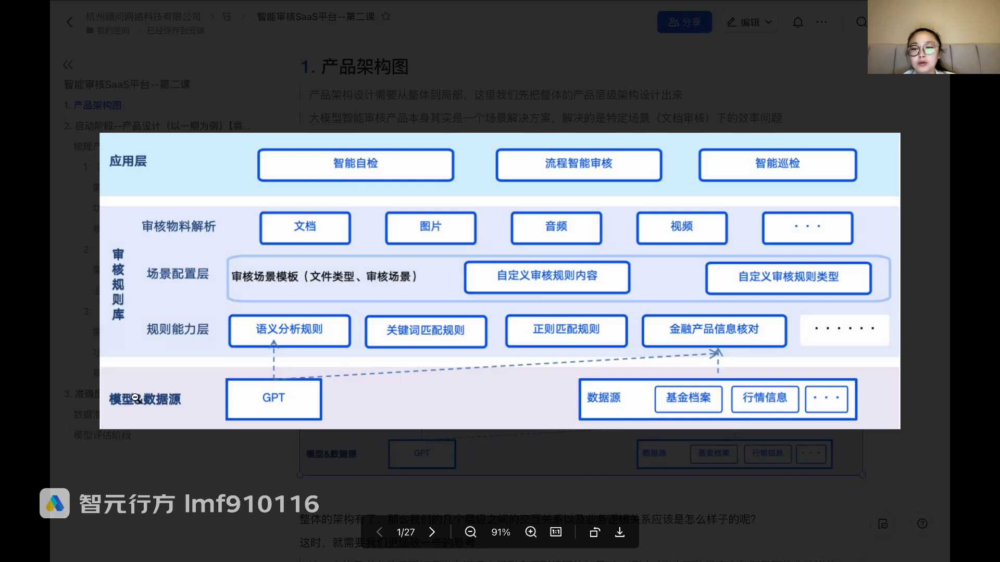 杭州顾问网络科技有限公司 > 钰 > 智能审核SaaS平台--第二课
我的空间 已经保存到云端
分享
编辑
1. 产品架构图
智能审核SaaS平台--第二课
产品架构设计需要从整体到局部，这里我们先把整体的产品层级架构设计出来
1. 产品架构图
大模型智能审核产品本身其实是一个场景解决方案，解决的是特定场景（文档审核）下的效率问题
2. 启动阶段--产品设计（以一期为例）【需...
梳理产
应用层
智能自检
流程智能审核
智能巡检
审核规则库
审核物料解析
文档
图片
音频
视频
· · ·
场景配置层
审核场景模板（文件类型、审核场景）
自定义审核规则内容
自定义审核规则类型
规则能力层
语义分析规则
关键词匹配规则
正则匹配规则
金融产品信息核对
· · · · · ·
模型&数据源
GPT
数据源
基金档案
行情信息
· · ·
1:
2:
3:
3. 准确度
数据准
模型评估阶段
模型&数据源
GPT
数据源
基金档案
行情信息
· · ·
智元行方 lmf910116
整体的架构有了，那么我们的几个层级之间的交互关系以及业务逻辑关系应该是怎么样子的呢？
1/27
91%
1:1
这时，就需要我们更细致一些的思考